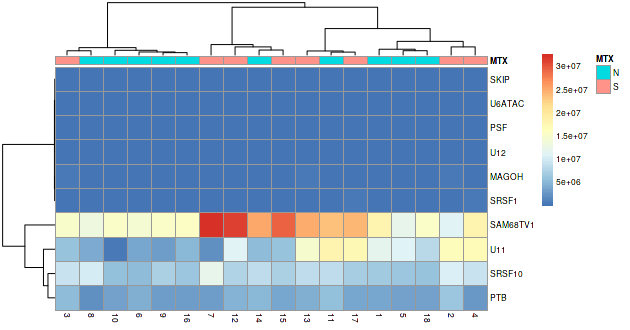 MTX
SKIP
U6ATAC
PSF
U12
MAGOH
SRSF1
SAM68TV1
U11
SRSF10
PTB
3 8 10 6 9 16 7 12 14 15 13 11 17 1 5 18 2 4
3e+07
2.5e+07
2e+07
1.5e+07
1e+07
5e+06
MTX
N
S